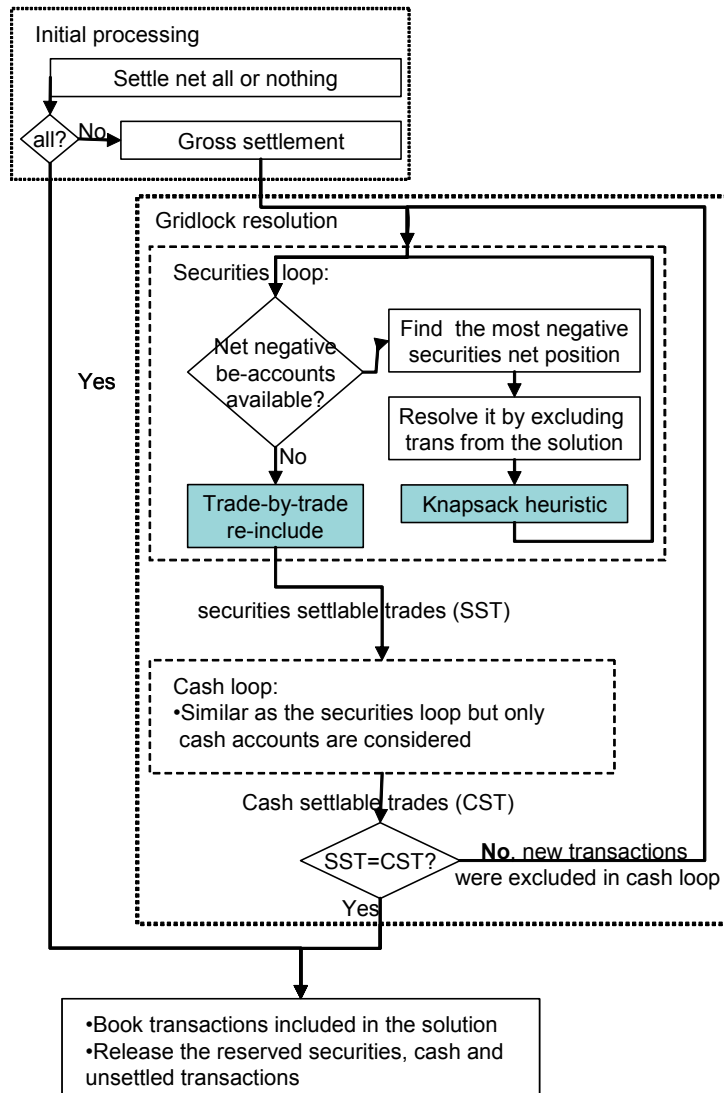 Initial processing
Settle net all or nothing
all?
No
Gross settlement
Gridlock resolution
Securities loop:
Net negative
be-accounts
available?
Find the most negative
securities net position
Yes
Resolve it by excluding
trans from the solution
No
Trade-by-trade
re-include
Knapsack heuristic
securities settlable trades (SST)
Cash loop:
•Similar as the securities loop but only
cash accounts are considered
Cash settlable trades (CST)
SST=CST?
No, new transactions
were excluded in cash loop
Yes
•Book transactions included in the solution
•Release the reserved securities, cash and
unsettled transactions